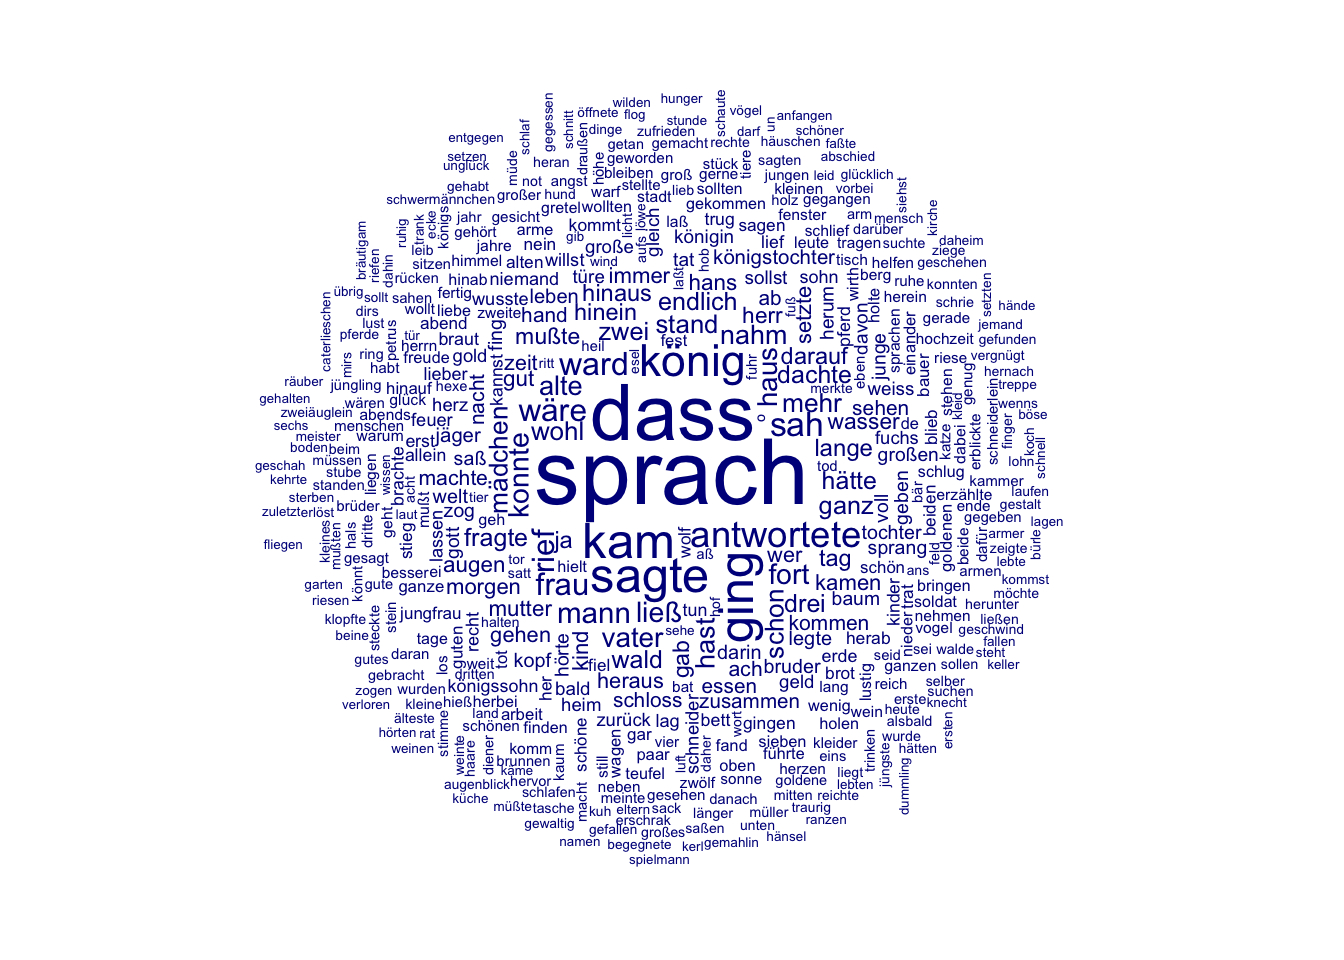 wilden hunger
öffnete flog schaute vögel
gegessen schnitt stunde anfangen
entgegen schlaf dinge zufrieden darf un schöner
draußen getan gemacht rechte häuschen faßte
setzen heran höhe geworden stück tiere sagten abschied
unglück müde bleiben groß gerne jungen leid glücklich
gehabt not angst stellte lieb sollten kleinen vorbei siehst
schwermännchen großer hund warf stadt gekommen holz gegangen
gretel wollten licht löwe laß trug sagen fenster arm mensch kirche
ruhig trank ecke königs jahr gesicht arme kommt gleich königin schlief darüber
gehört gib aufs lief leute tragen suchte daheim
bräutigam riefen dahin leib jahre nein große tat hob königstochter tisch helfen ziege geschehen
sitzen himmel alten willst wind
rücken hinab niemand türe immer laßt hans sollst sohn wirth berg ruhe konnten
übrig sollt sahen fertig wusste leben hinaus endlich ab setzte herum holte herein schrie setzten hände
dirs wollt liebe zweite hand hinein fuß herr pferd davon gerade jemand
lust petrus abend fing mußte zwei stand nahm sprachen einander hochzeit gefunden
caterlieschen pferde tür herrn braut heil fest
mirs ring freude gold zeit ritt ward esel könig fuhr haus darauf eben junge bauer riese vergnügt
räuber habt lieber kannst gut dachte weiss stehen genug hernach
jüngling hinauf hexe nacht alte merkte kleid treppe
gehalten wären glück herz wäre dass o mehr sehen blieb dabei schneiderlein wenns
zweiäuglein abends feuer mädchen wohl sah wasser de katze erblickte finger böse
sechs menschen jäger konnte fuchs koch
meister warum erst lange großen lohn schnell
boden beim allein saß sprach tod schlug kammer
geschah müssen liegen wissen brachte machte hätte bär laufen
kehrte stube acht welt tier voll geben erzählte gestalt
sterben standen mußt ganz beiden ende
zuletzt erlöst brüder laut zog goldenen gegeben lagen
fliegen kleines mußten hals dritte geht stieg lassen gott geh fragte rief ja kam wolf antwortete tochter feld beide dafür armer bürle
gesagt tor aß wer sprang zeigte
könnt besserei augen satt hielt sagte ging tag schön ans lebte
garten gute ganze morgen frau fort kamen bringen armen kommst
riesen stein jungfrau mutter mann ließ tun hof schon drei baum kinder soldat herunter möchte
klopfte steckte recht halten kommen trat nehmen ließen
beine tage guten gehen hörte kind sehe hast legte herab nieder vogel geschwind
gutes daran vater gab darin erde seid sei walde fallen
los weit tot kopf fiel wald ach bruder ganzen sollen steht keller
gebracht dritten heraus bat essen geld brot lang lustig reich selber
zogen wurden königssohn her bald schloss zusammen suchen
verloren kleine hieß herbei heim schneider wenig wein erste heute knecht
älteste land arbeit zurück lag bett wort gingen holen alsbald
hörten rat stimme schönen finden schöne gar vier fand sieben kleider wurde ersten
weinen weinte haare diener komm kaum still wagen paar luft daher führte eins trinken hätten
brunnen oben herzen
augenblick käme hervor teufel zwölf sonne goldene liegt jüngste
küche schlafen macht neben gesehen danach mitten lebten
müßte tasche meinte kuh eltern sack länger müller reichte traurig dummling
gewaltig erschrak ranzen
gefallen großes saßen unten
namen begegnete kerl gemahlin hänsel
spielmann